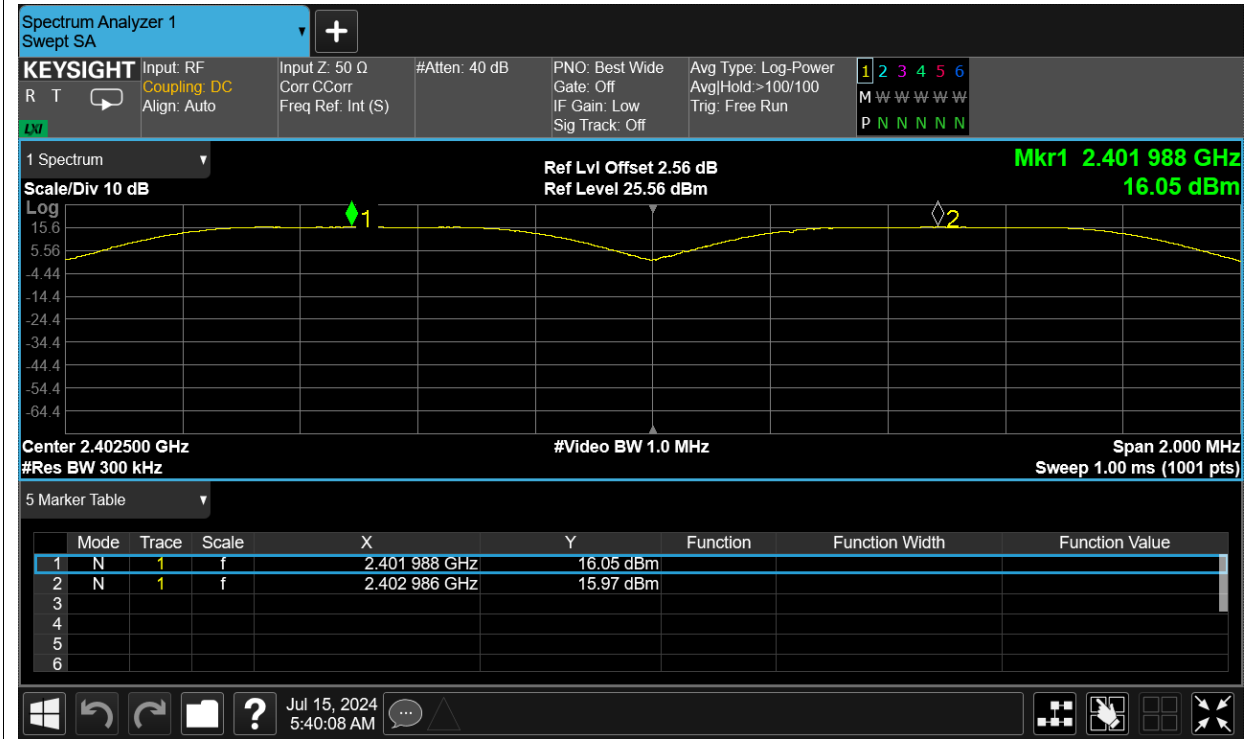 Spectrum Analyzer 1
Swept SA
KEYSIGHT Input: RF Input Z: 50 Ω #Atten: 40 dB PNO: Best Wide Avg Type: Log-Power 1 2 3 4 5 6
R T Coupling: DC Corr CCorr Gate: Off Avg|Hold:>100/100 M W W W W W
Align: Auto Freq Ref: Int (S) IF Gain: Low Trig: Free Run
LXI Sig Track: Off P N N N N N
1 Spectrum Ref Lvl Offset 2.56 dB Mkr1 2.401 988 GHz
Scale/Div 10 dB Ref Level 25.56 dBm 16.05 dBm
Log
1 2
15.6
5.56
-4.44
-14.4
-24.4
-34.4
-44.4
-54.4
-64.4
Center 2.402500 GHz #Video BW 1.0 MHz Span 2.000 MHz
#Res BW 300 kHz Sweep 1.00 ms (1001 pts)
5 Marker Table
Mode Trace Scale X Y Function Function Width Function Value
1 N 1 f 2.401 988 GHz 16.05 dBm
2 N 1 f 2.402 986 GHz 15.97 dBm
3
4
5
6
? Jul 15, 2024
5:40:08 AM